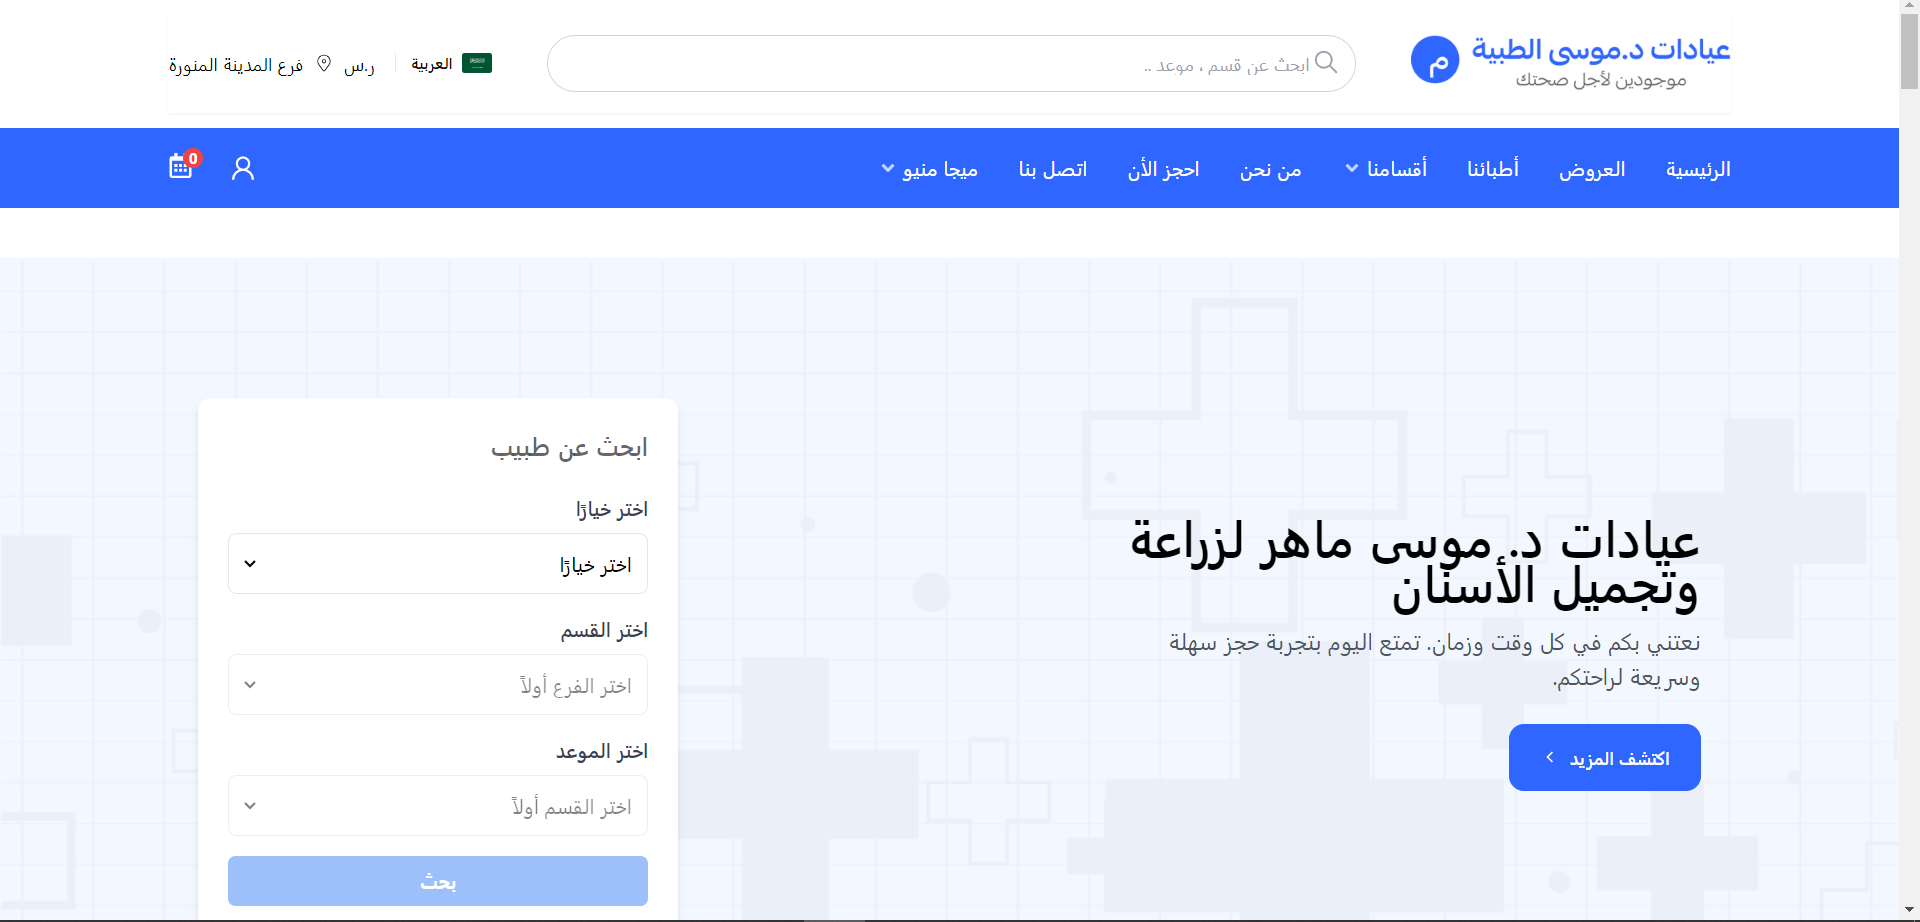 عيادات د.موسى الطبية
موجودين لأجل صحتك
م
ابحث عن قسم ، موعد ..
العربية
ر.س
فرع المدينة المنورة
الرئيسية
العروض
أطبائنا
أقسامنا
من نحن
احجز الأن
اتصل بنا
ميجا منيو
0
عيادات د. موسى ماهر لزراعة
وتجميل الأسنان
نعتني بكم في كل وقت وزمان. تمتع اليوم بتجربة حجز سهلة
وسريعة لراحتكم.
اكتشف المزيد
ابحث عن طبيب
اختر خيارًا
اختر خيارًا
اختر القسم
اختر الفرع أولاً
اختر الموعد
اختر القسم أولاً
بحث